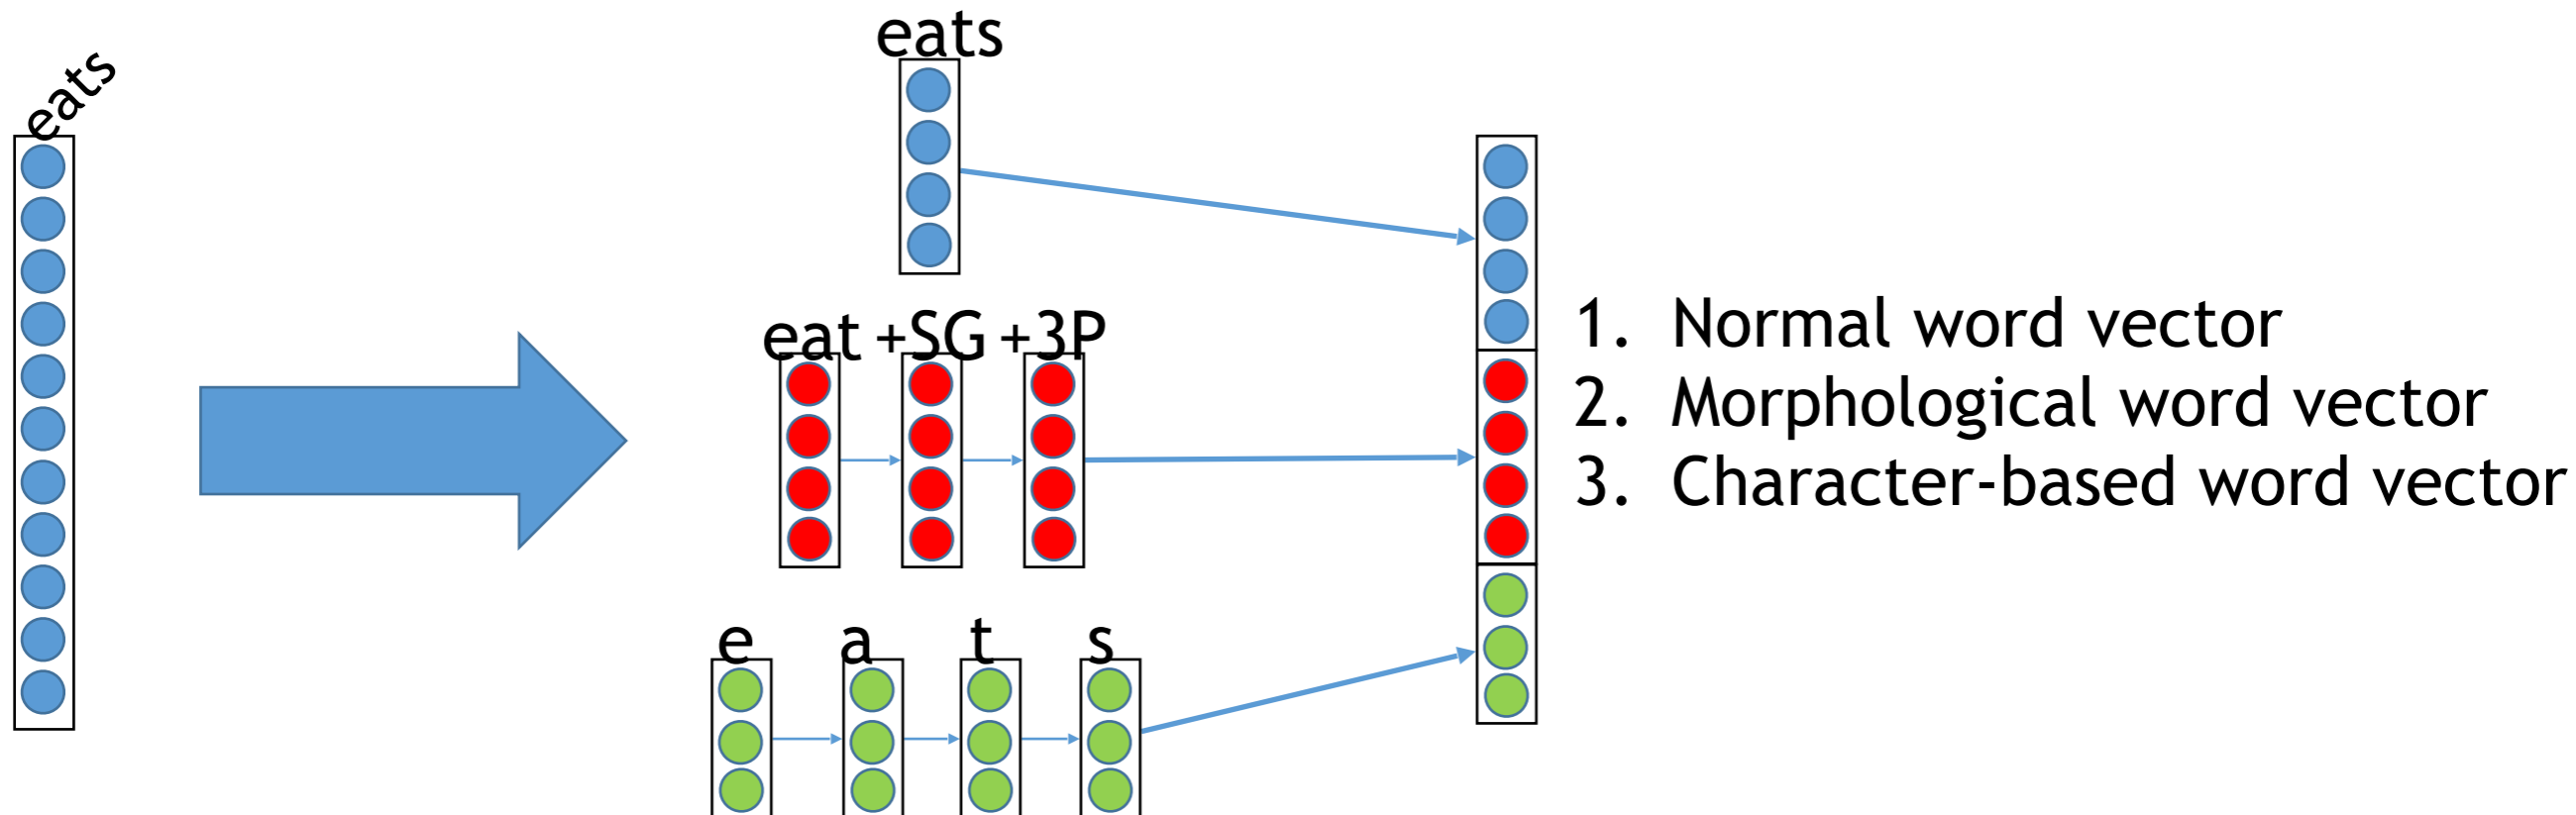 eats
eats
eat +SG +3P
e a t s
1. Normal word vector
2. Morphological word vector
3. Character-based word vector